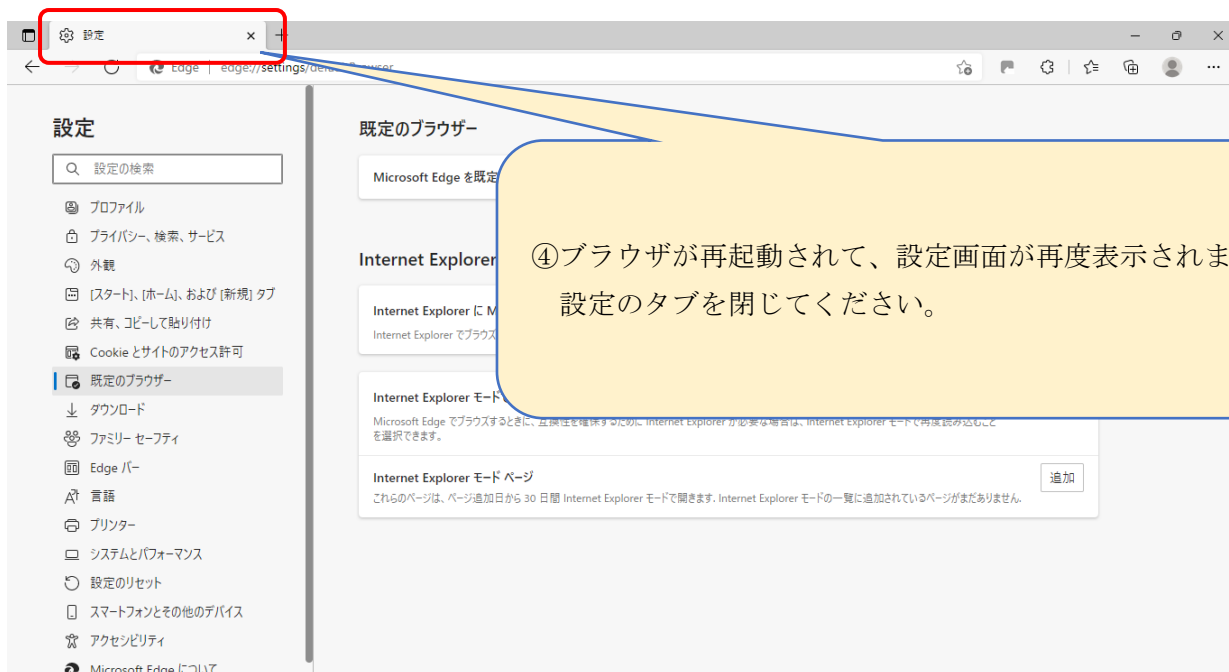 設定
Edge | edge://settings/
設定
設定の検索
プロファイル
プライバシー、検索、サービス
外観
[スタート]、[ホーム]、および [新規] タブ
共有、コピーして貼り付け
Cookie とサイトのアクセス許可
既定のブラウザー
ダウンロード
ファミリー セーフティ
Edge バー
言語
プリンター
システムとパフォーマンス
設定のリセット
スマートフォンとその他のデバイス
アクセシビリティ
Microsoft Edge について
既定のブラウザー
Microsoft Edge を既定
Internet Explorer
Internet Explorer に M
Internet Explorer でブラウズ
Internet Explorer モード
Microsoft Edge でブラウズするときに、互換性を確保するために Internet Explorer が必要な場合は、Internet Explorer モードで再度読み込むこと
を選択できます。
Internet Explorer モード ページ
これらのページは、ページ追加日から 30 日間 Internet Explorer モードで開きます. Internet Explorer モードの一覧に追加されているページがまだありません.
追加
④ブラウザが再起動されて、設定画面が再度表示されま
設定のタブを閉じてください。